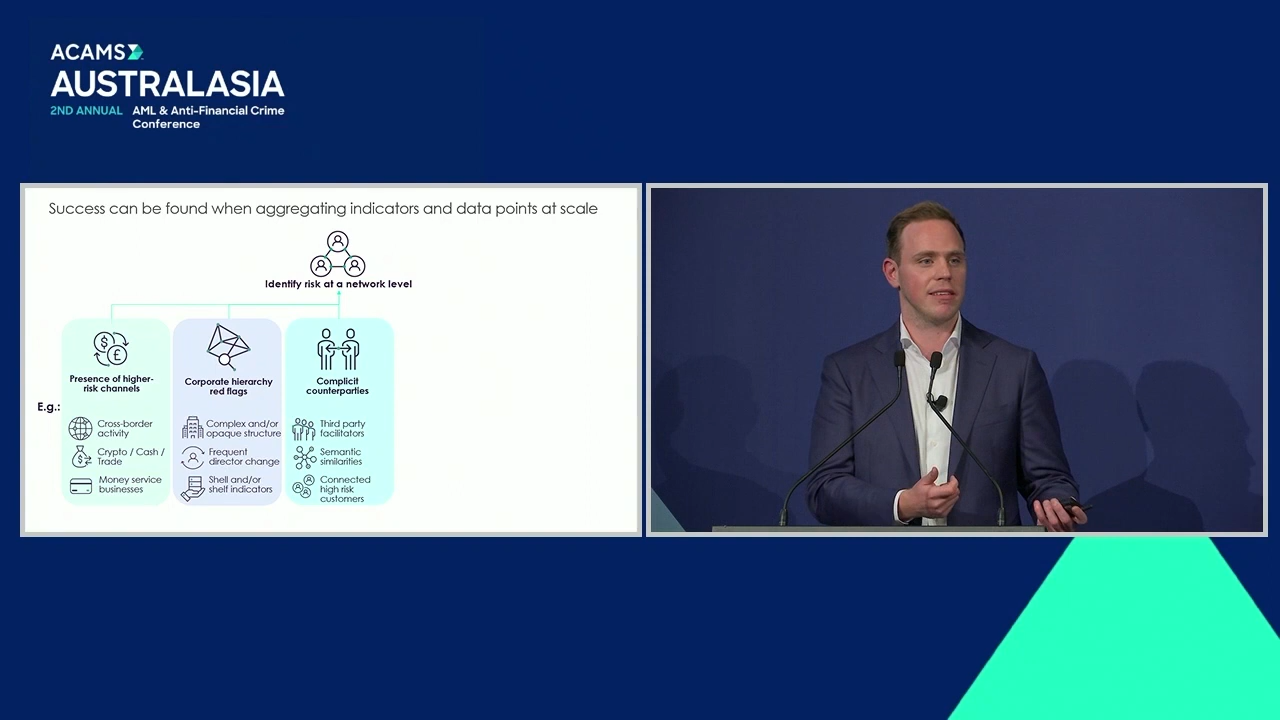 ACAMS
AUSTRALASIA
2ND ANNUAL AML & Anti-Financial Crime
Conference
Success can be found when aggregating indicators and data points at scale
Identify risk at a network level
E.g.:
Presence of higher-
risk channels
Cross-border
activity
Crypto / Cash /
Trade
Money service
businesses
Corporate hierarchy
red flags
Complex and/or
opaque structure
Frequent
director change
Shell and/or
shelf indicators
Complicit
counterparties
Third party
facilitators
Semantic
similarities
Connected
high risk
customers